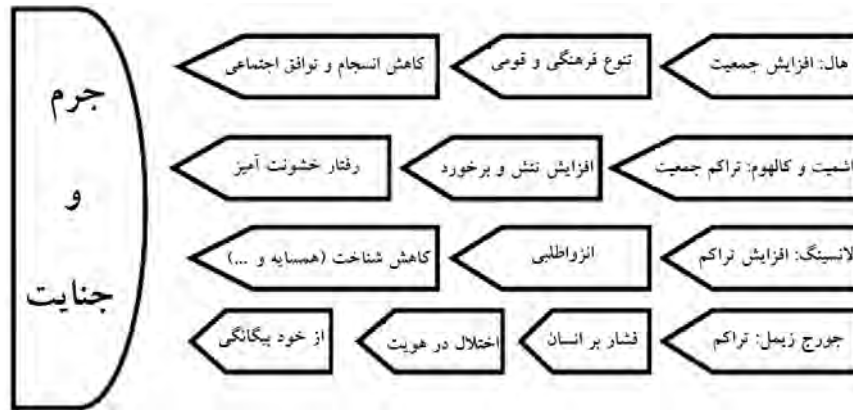 هال: افزایش جمعیت
تنوع فرهنگی و قومی
کاهش انسجام و توافق اجتماعی
اشمیت و کالهوم: تراکم جمعیت
افزایش تنش و برخورد
رفتار خشونت آمیز
لانسینگ: افزایش تراکم
انزواطلبی
کاهش شناخت (همسایه و ...)
جورج زیمل: تراکم
فشار بر انسان
اختلال در هویت
از خود بیگانگی
جرم
و
جنایت